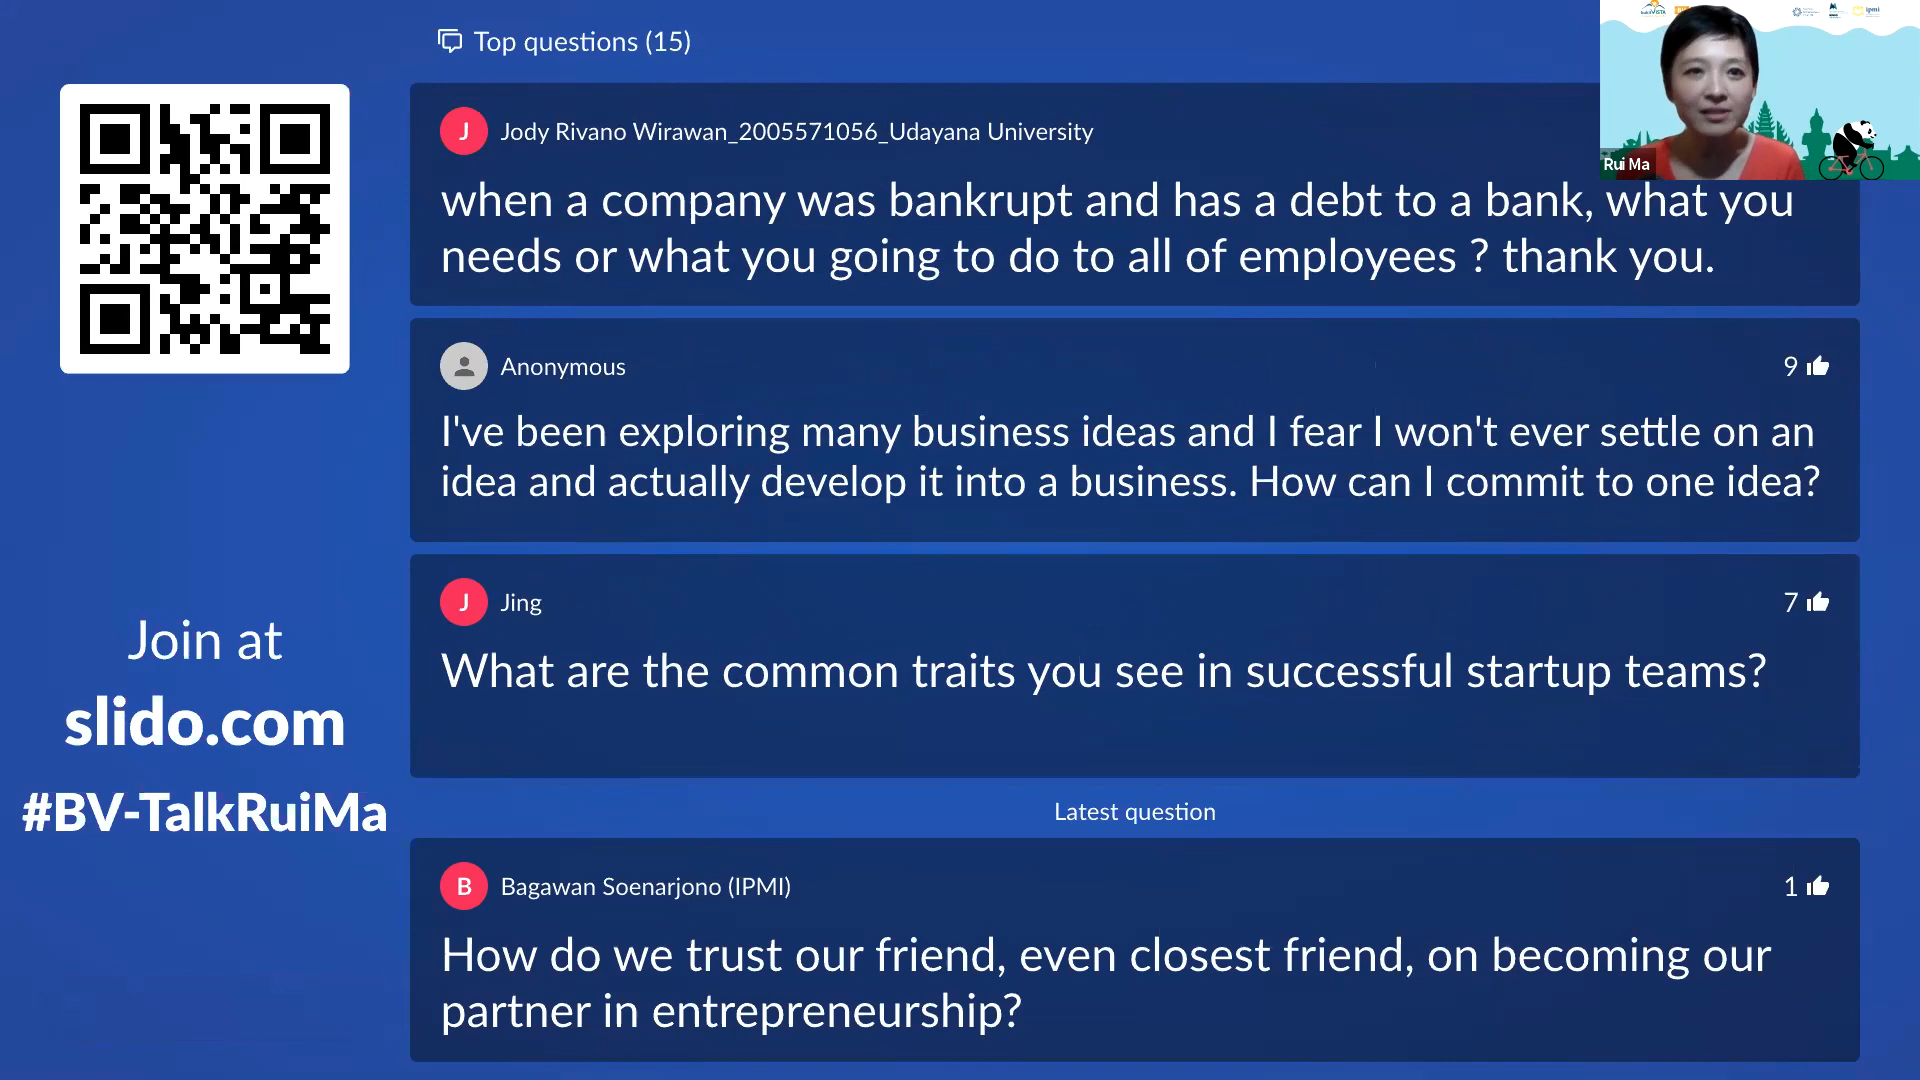 Top questions (15)
J
Jody Rivano Wirawan_2005571056_Udayana University
when a company was bankrupt and has a debt to a bank, what you
needs or what you going to do to all of employees ? thank you.
Anonymous
9
I've been exploring many business ideas and I fear I won't ever settle on an
idea and actually develop it into a business. How can I commit to one idea?
J
Jing
7
What are the common traits you see in successful startup teams?
Latest question
B
Bagawan Soenarjono (IPMI)
1
How do we trust our friend, even closest friend, on becoming our
partner in entrepreneurship?
Join at
slido.com
#BV-TalkRuiMa
Rui Ma
ipmi